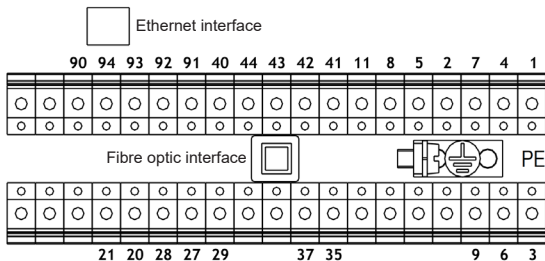 Ethernet interface
90 94 93 92 91 40 44 43 42 41 11 8 5 2 7 4 1
Fibre optic interface
PE
21 20 28 27 29 37 35 9 6 3